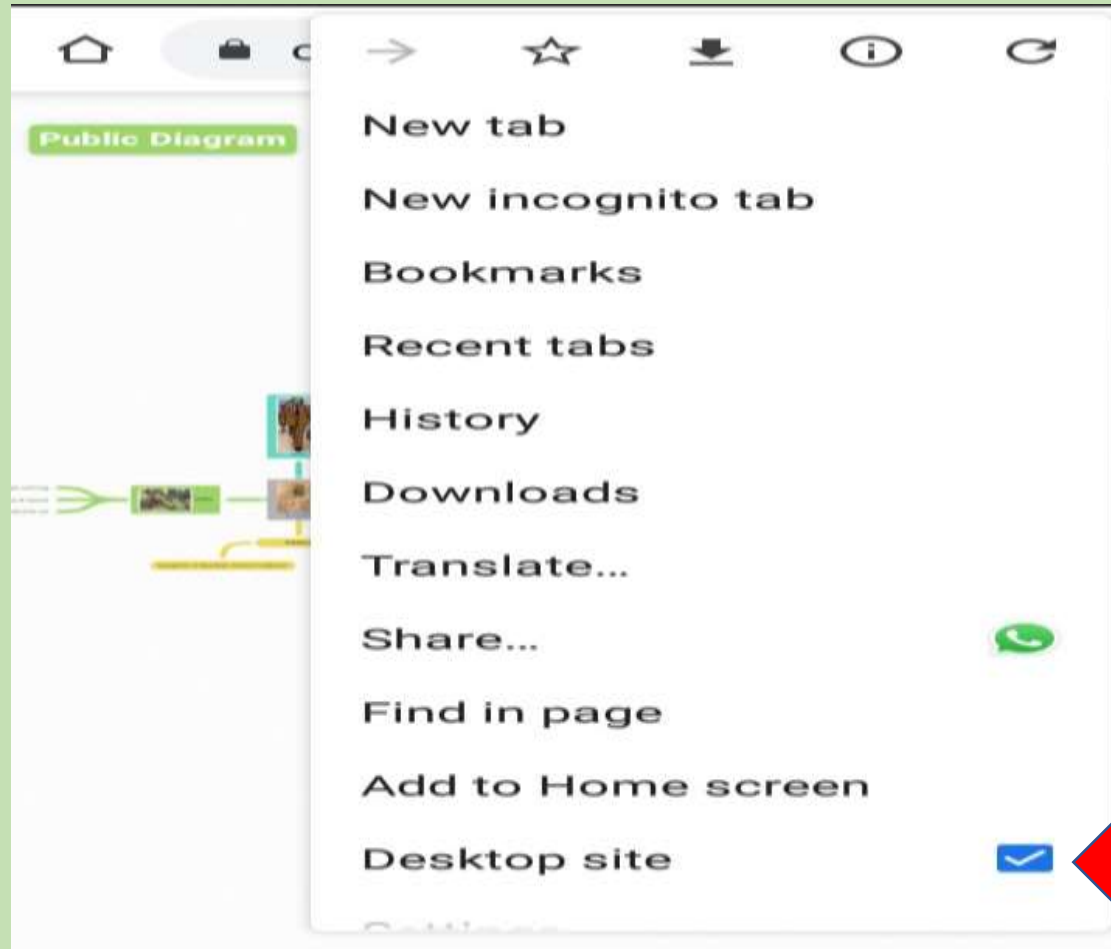 Public Diagram
New tab
New incognito tab
Bookmarks
Recent tabs
History
Downloads
Translate...
Share...
Find in page
Add to Home screen
Desktop site
Settings